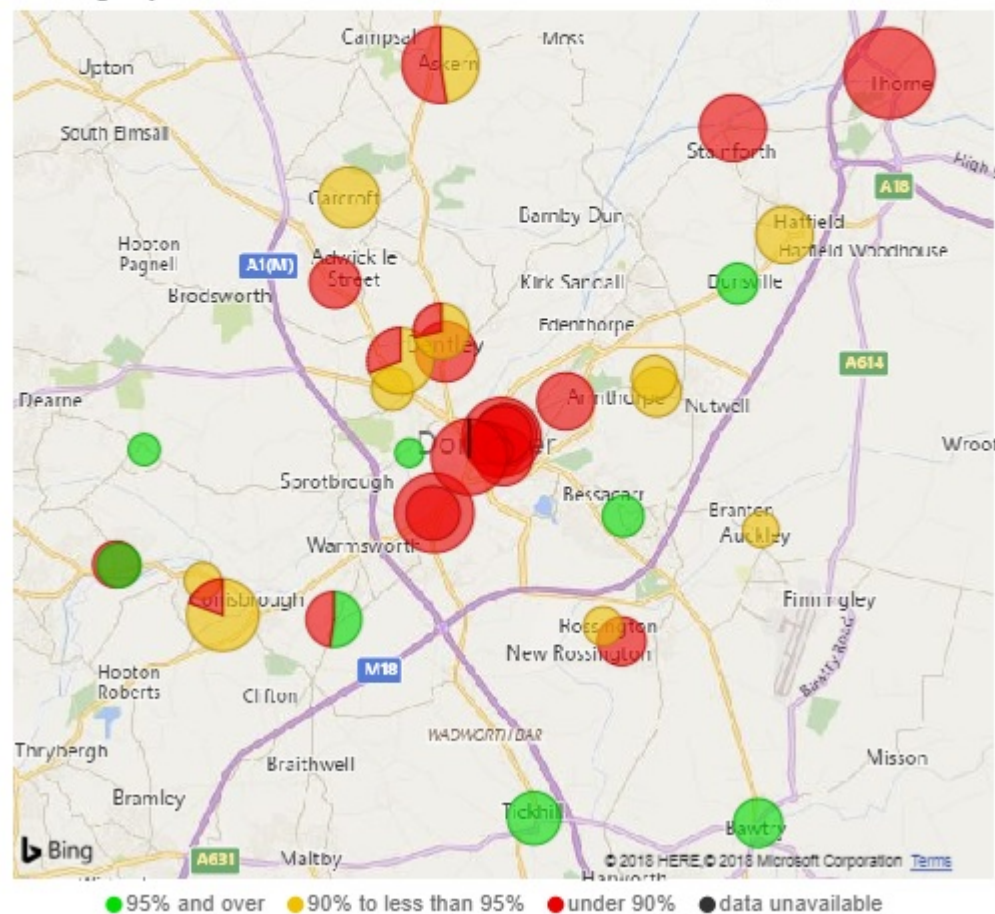 Moss
Upton
Askern
Thorne
South Elmsall
Stainforth
A18
Carcroft
Barnby Dun
Hatfield
Hatfield Woodhouse
Hooton
Pagnell
A1(M)
Adwick le
Street
Kirk Sandall
Dunsville
Brodsworth
Edenthorpe
Bentley
A614
Dearne
Armthorpe
Nutwell
Sprotbrough
Bessacarr
Branton
Auckley
Warmsworth
Conisbrough
Finningley
Rossington
New Rossington
Hooton
Roberts
M18
Clifton
WADWORTH BAR
Thrybergh
Braithwell
Misson
Bramley
Tickhill
Bawtry
Bing
A631
Maltby
© 2018 HERE,© 2018 Microsoft Corporation Terms
95% and over 90% to less than 95% under 90% data unavailable